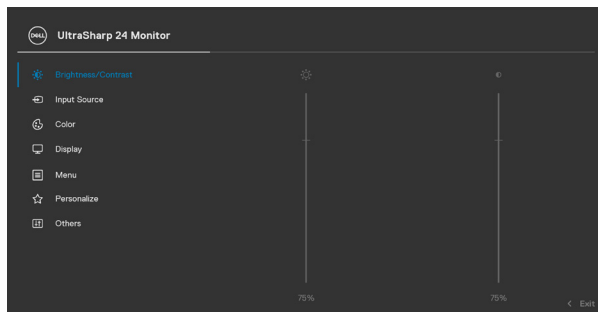 DELL UltraSharp 24 Monitor
Brightness/Contrast
Input Source
Color
Display
Menu
Personalize
Others
75% 75%
< Exit